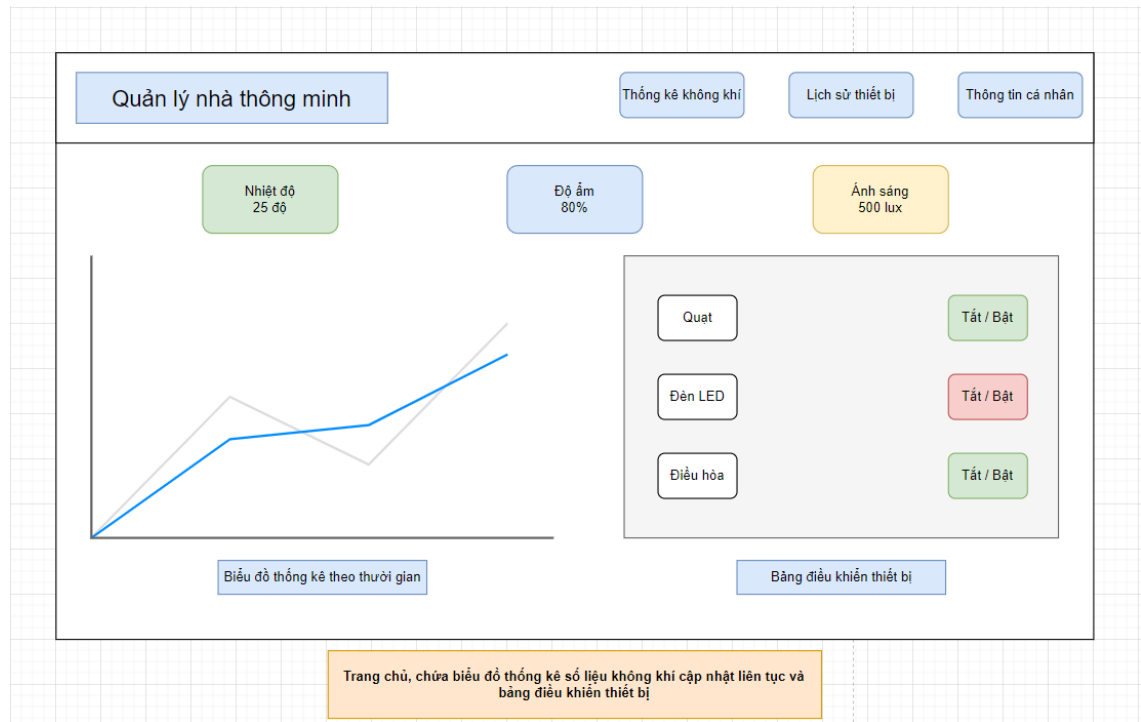 Quản lý nhà thông minh
Thống kê không khí
Lịch sử thiết bị
Thông tin cá nhân
Nhiệt độ
25 độ
Độ ẩm
80%
Ánh sáng
500 lux
Quạt
Tắt / Bật
Đèn LED
Tắt / Bật
Điều hòa
Tắt / Bật
Biểu đồ thống kê theo thười gian
Bảng điều khiển thiết bị
Trang chủ, chứa biểu đồ thống kê số liệu không khí cập nhật liên tục và
bảng điều khiển thiết bị